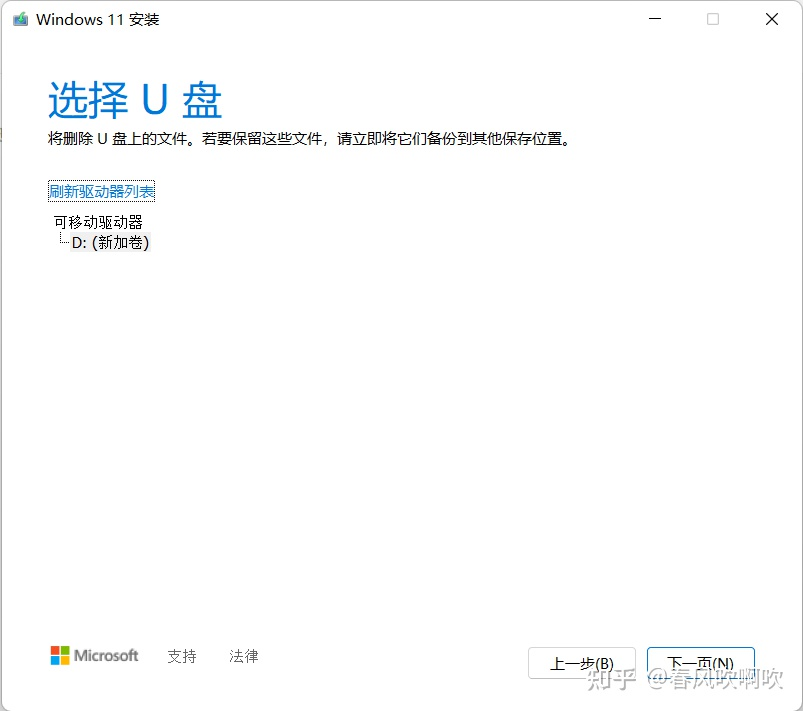 Windows 11 安装
选择 U 盘
将删除 U 盘上的文件。若要保留这些文件，请立即将它们备份到其他保存位置。
刷新驱动器列表
可移动驱动器
D: (新加卷)
Microsoft 支持 法律 上一步(B) 下一页(N)
知乎 @春风吹啊吹